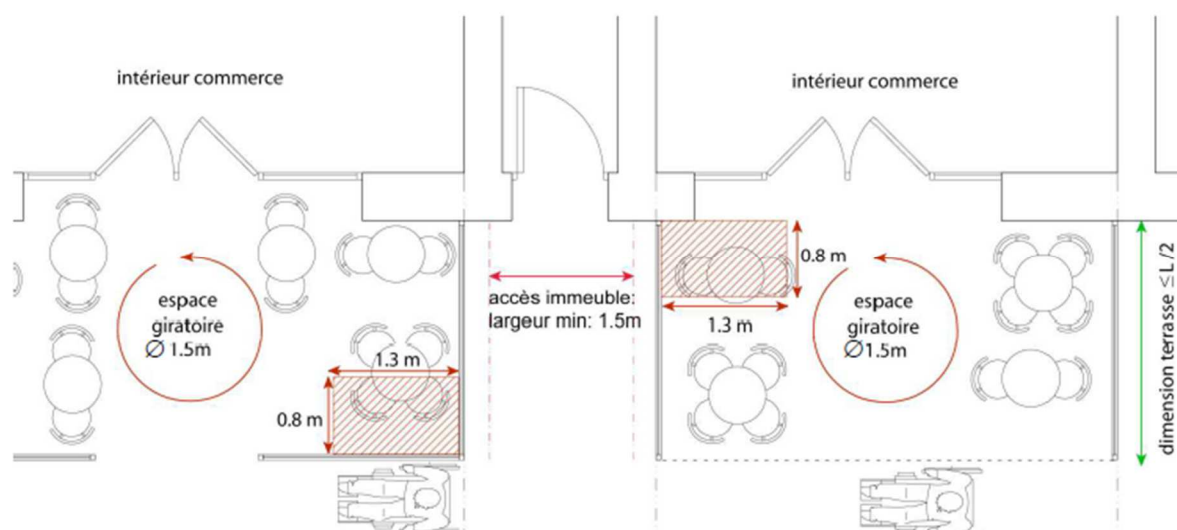 intérieur commerce
intérieur commerce
espace
giratoire
Ø 1.5m
1.3 m
0.8 m
accès immeuble:
largeur min: 1.5m
0.8 m
1.3 m
espace
giratoire
Ø1.5m
dimension terrasse ≤ L /2